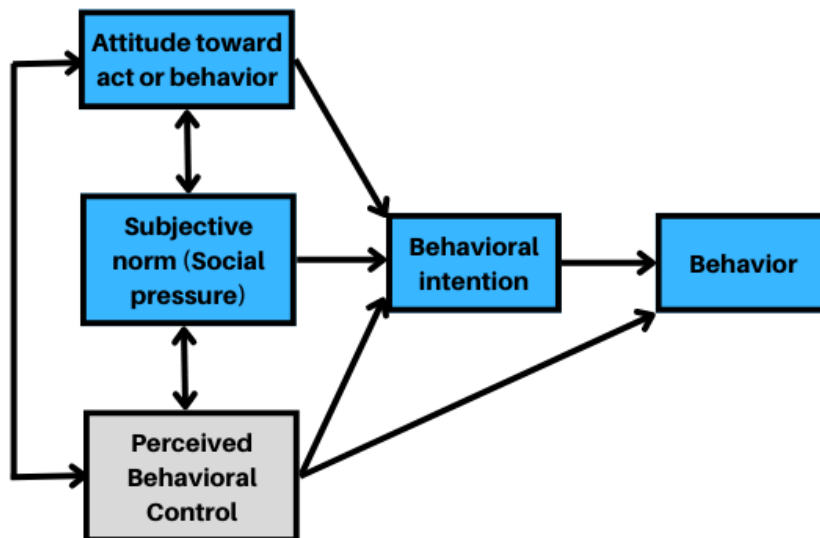 Attitude toward
act or behavior
Subjective
norm (Social
pressure)
Behavioral
intention
Behavior
Perceived
Behavioral
Control